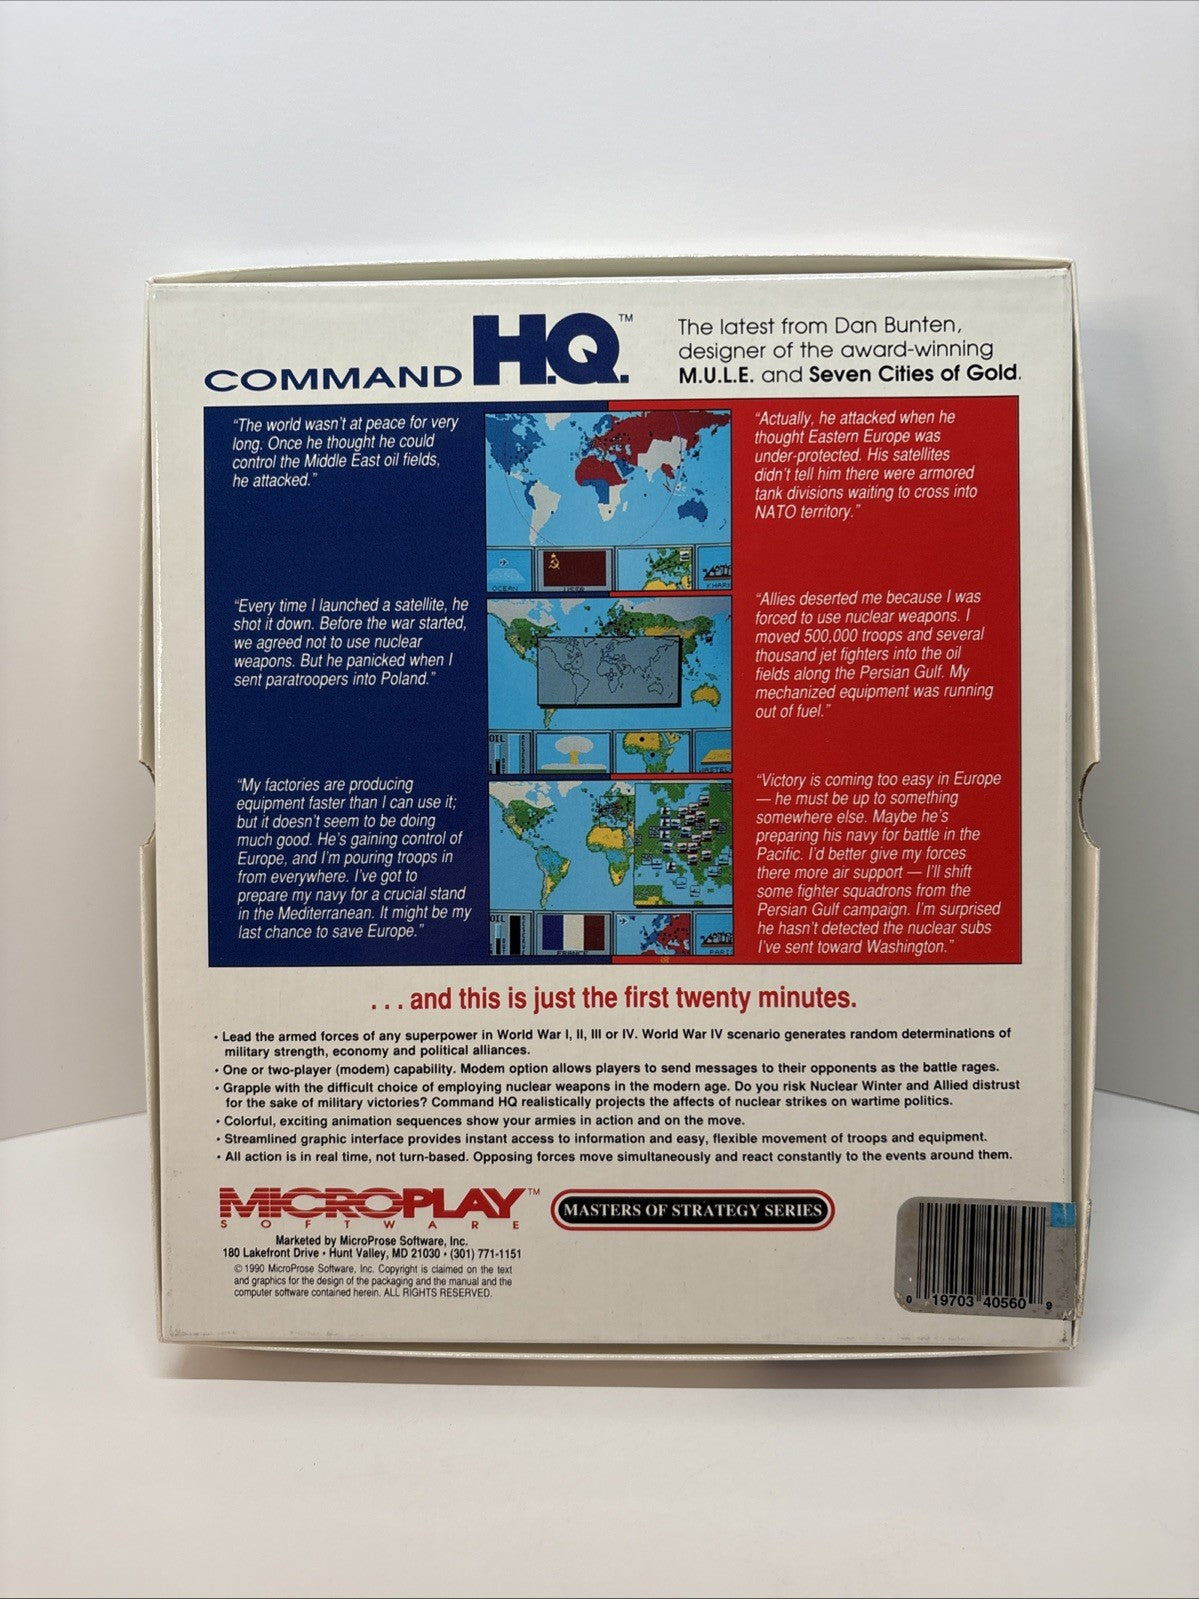 COMMAND H.Q.™
The latest from Dan Bunten,
designer of the award-winning
M.U.L.E. and Seven Cities of Gold.
"The world wasn't at peace for very
long. Once he thought he could
control the Middle East oil fields,
he attacked."
"Actually, he attacked when he
thought Eastern Europe was
under-protected. His satellites
didn't tell him there were armored
tank divisions waiting to cross into
NATO territory."
OCEAN
"Every time I launched a satellite, he
shot it down. Before the war started,
we agreed not to use nuclear
weapons. But he panicked when I
sent paratroopers into Poland."
"Allies deserted me because I was
forced to use nuclear weapons. I
moved 500,000 troops and several
thousand jet fighters into the oil
fields along the Persian Gulf. My
mechanized equipment was running
out of fuel."
OIL
"My factories are producing
equipment faster than I can use it;
but it doesn't seem to be doing
much good. He's gaining control of
Europe, and I'm pouring troops in
from everywhere. I've got to
prepare my navy for a crucial stand
in the Mediterranean. It might be my
last chance to save Europe."
"Victory is coming too easy in Europe
— he must be up to something
somewhere else. Maybe he's
preparing his navy for battle in the
Pacific. I'd better give my forces
there more air support — I'll shift
some fighter squadrons from the
Persian Gulf campaign. I'm surprised
he hasn't detected the nuclear subs
I've sent toward Washington."
OIL
FRANCE
PARIS
. . . and this is just the first twenty minutes.
• Lead the armed forces of any superpower in World War I, II, III or IV. World War IV scenario generates random determinations of
military strength, economy and political alliances.
• One or two-player (modem) capability. Modem option allows players to send messages to their opponents as the battle rages.
• Grapple with the difficult choice of employing nuclear weapons in the modern age. Do you risk Nuclear Winter and Allied distrust
for the sake of military victories? Command HQ realistically projects the affects of nuclear strikes on wartime politics.
• Colorful, exciting animation sequences show your armies in action and on the move.
• Streamlined graphic interface provides instant access to information and easy, flexible movement of troops and equipment.
• All action is in real time, not turn-based. Opposing forces move simultaneously and react constantly to the events around them.
MICROPLAY™
SOFTWARE
MASTERS OF STRATEGY SERIES
Marketed by MicroProse Software, Inc.
180 Lakefront Drive • Hunt Valley, MD 21030 • (301) 771-1151
© 1990 MicroProse Software, Inc. Copyright is claimed on the text
and graphics for the design of the packaging and the manual and the
computer software contained herein. ALL RIGHTS RESERVED.
0 19703 40560 9